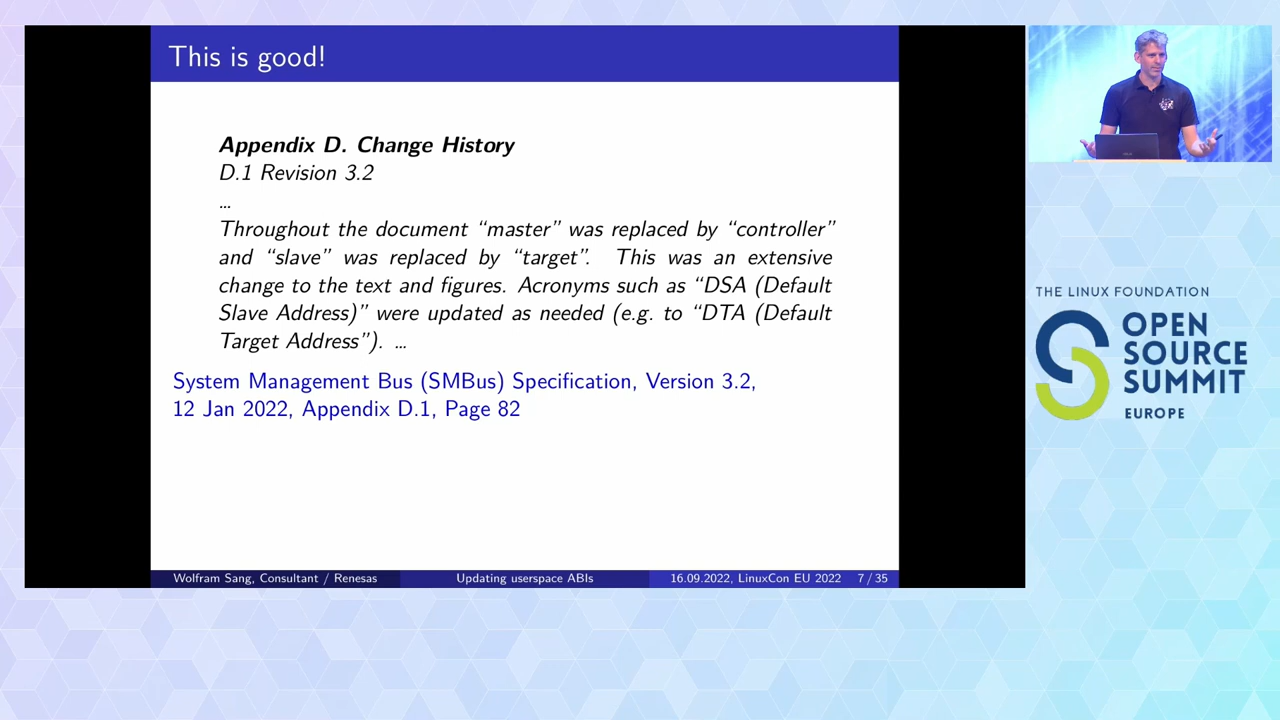 This is good!
Appendix D. Change History
D.1 Revision 3.2
...
Throughout the document “master” was replaced by “controller”
and “slave” was replaced by “target”. This was an extensive
change to the text and figures. Acronyms such as “DSA (Default
Slave Address)” were updated as needed (e.g. to “DTA (Default
Target Address”). ...
System Management Bus (SMBus) Specification, Version 3.2,
12 Jan 2022, Appendix D.1, Page 82
Wolfram Sang, Consultant / Renesas
Updating userspace ABIs
16.09.2022, LinuxCon EU 2022 7 / 35
THE LINUX FOUNDATION
OPEN
SOURCE
SUMMIT
EUROPE